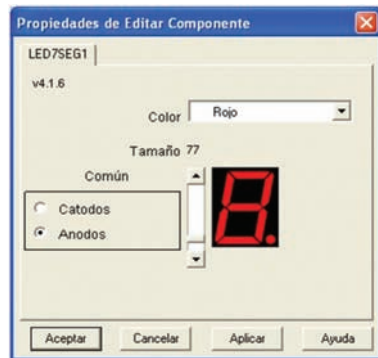 Propiedades de Editar Componente
LED7SEG1
v4.1.6
Color Rojo
Tamaño 77
Común
Catodos
Anodos
Aceptar Cancelar Aplicar Ayuda